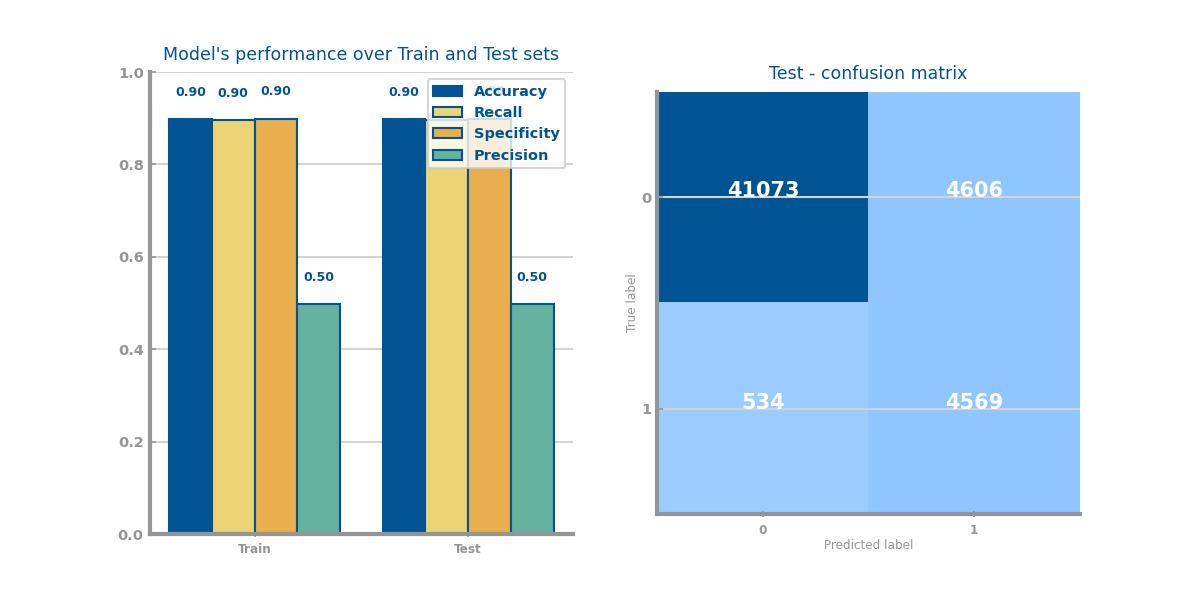 Model's performance over Train and Test sets
1.0
0.8
0.6
0.4
0.2
0.0
0.90
0.90
0.90
0.50
0.90
0.50
Accuracy
Recall
Specificity
Precision
Train
Test
Test - confusion matrix
True label
0
1
41073
4606
534
4569
0
1
Predicted label